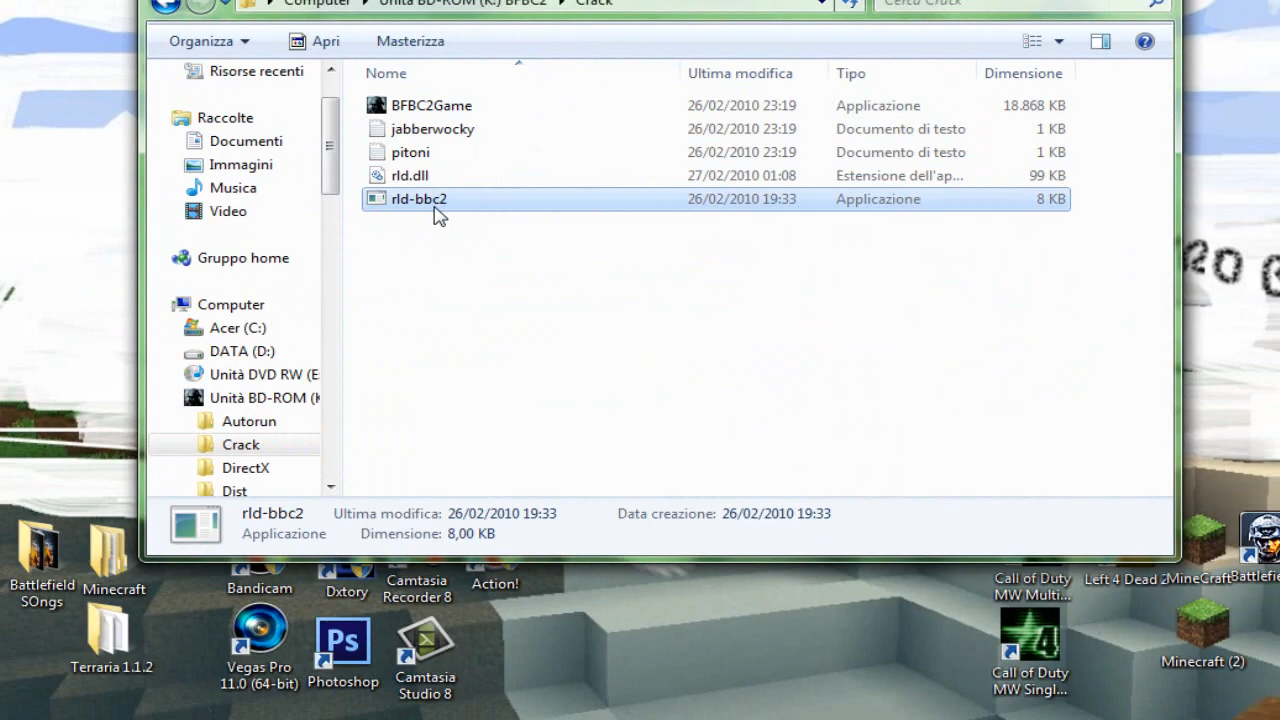 Computer Unità BD-ROM (K:) BFBC2 Crack
Cerca Crack
Organizza Apri Masterizza
Nome Ultima modifica Tipo Dimensione
BFBC2Game 26/02/2010 23:19 Applicazione 18.868 KB
jabberwocky 26/02/2010 23:19 Documento di testo 1 KB
pitoni 26/02/2010 23:19 Documento di testo 1 KB
rld.dll 27/02/2010 01:08 Estensione dell'ap... 99 KB
rld-bbc2 26/02/2010 19:33 Applicazione 8 KB
Risorse recenti
Raccolte
Documenti
Immagini
Musica
Video
Gruppo home
Computer
Acer (C:)
DATA (D:)
Unità DVD RW (E
Unità BD-ROM (K
Autorun
Crack
DirectX
Dist
rld-bbc2 Ultima modifica: 26/02/2010 19:33 Data creazione: 26/02/2010 19:33
Applicazione Dimensione: 8,00 KB
20
Battlefield
SOngs
Minecraft
Bandicam
Dxtory
Camtasia
Recorder 8
Action!
Call of Duty
MW Multi...
Left 4 Dead 2
MineCraft
Battlefie
Terraria 1.1.2
Vegas Pro
11.0 (64-bit)
Ps
Photoshop
Camtasia
Studio 8
4
Call of Duty
MW Singl...
Minecraft (2)